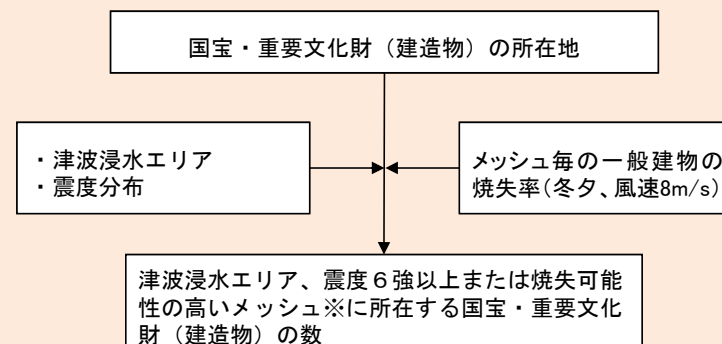 国宝・重要文化財（建造物）の所在地
・津波浸水エリア
・震度分布
メッシュ毎の一般建物の
焼失率(冬夕、風速8m/s)
津波浸水エリア、震度６強以上または焼失可能
性の高いメッシュ※に所在する国宝・重要文化
財（建造物）の数